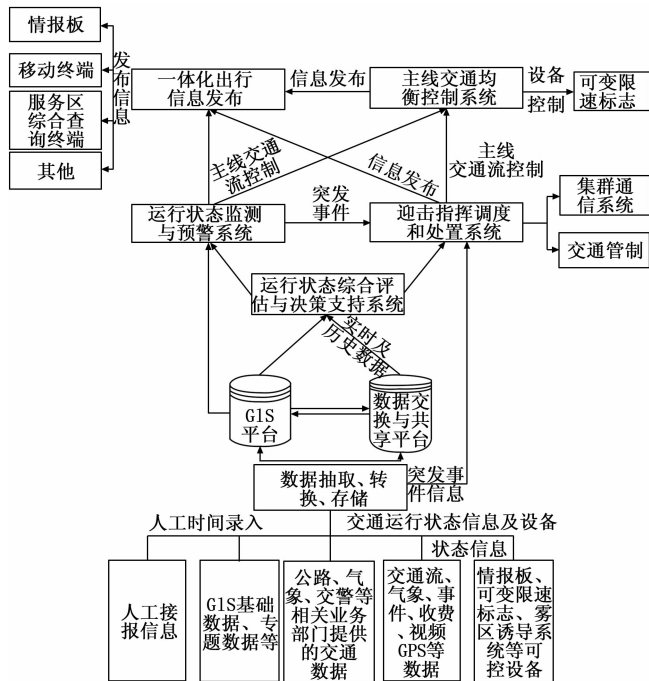 情报板
移动终端
服务区
综合查
询终端
其他
发布信息
一体化出行
信息发布
信息发布
主线交通均
衡控制系统
设备
控制
可变限
速标志
主线交通
流控制
信息发布
主线
交通流控制
运行状态监测
与预警系统
突发
事件
迎击指挥调度
和处置系统
集群通
信系统
交通管制
运行状态综合评
估与决策支持系统
实时及
历史数据
GlS
平台
数据交
换与共
享平台
数据抽取、转
换、存储
突发事
件信息
人工时间录入
交通运行状态信息及设备
状态信息
人工接
报信息
GlS基础
数据、专
题数据等
公路、气
象、交警等
相关业务
部门提供
的交通
数据
交通流、
气象、事
件、收费
、视频
GPS等
数据
情报板、
可变限速
标志、雾
区诱导系
统等可
控设备